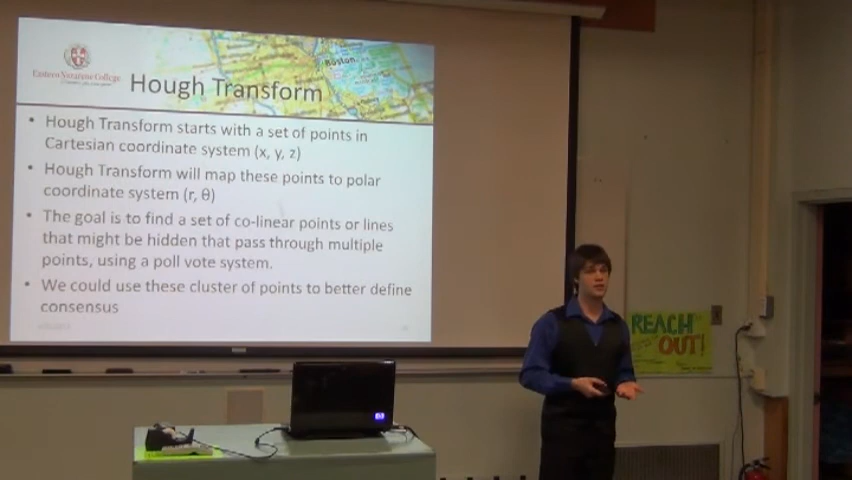 Boston
Eastern Nazarene College
Hough Transform
• Hough Transform starts with a set of points in
Cartesian coordinate system (x, y, z)
• Hough Transform will map these points to polar
coordinate system (r, θ)
• The goal is to find a set of co-linear points or lines
that might be hidden that pass through multiple
points, using a poll vote system.
• We could use these cluster of points to better define
consensus
REACH
OUT!
hp